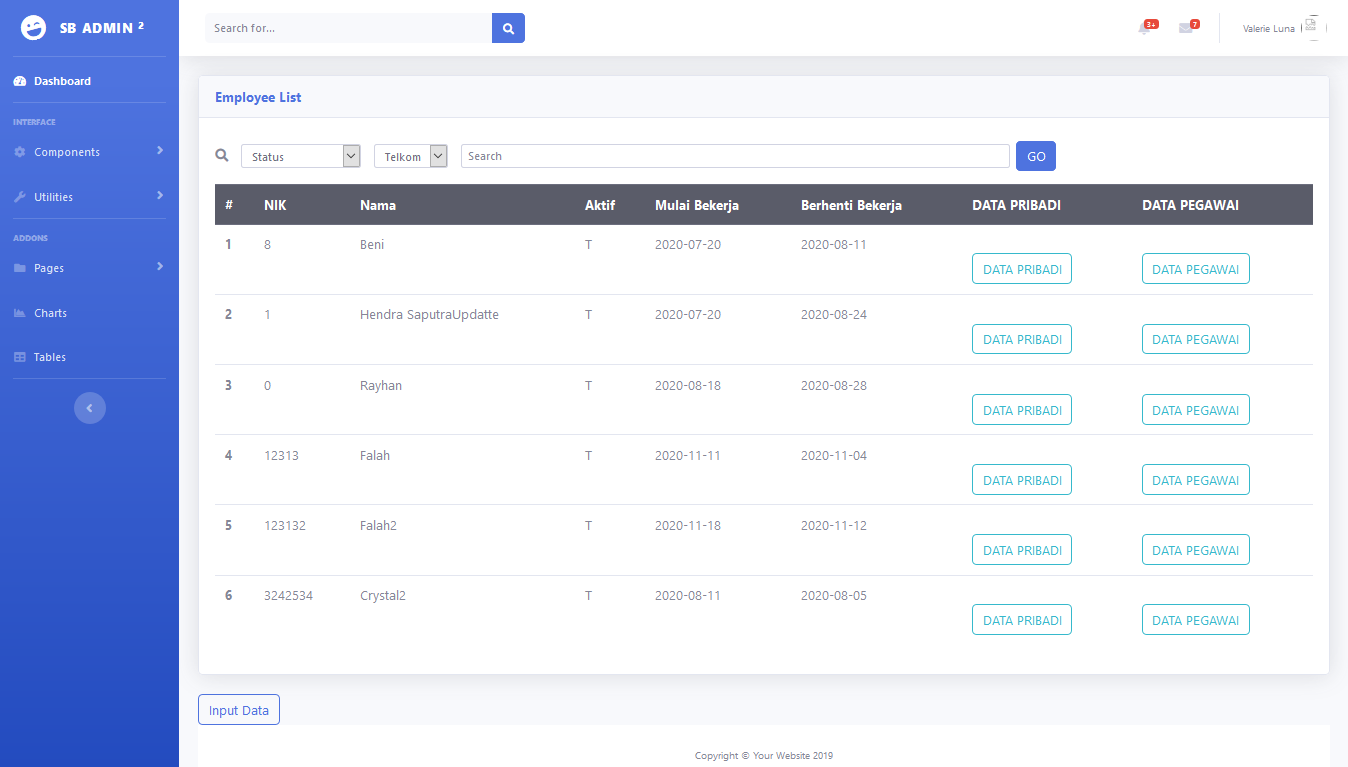 SB ADMIN 2
Search for...
3+
7
Valerie Luna
Dashboard
INTERFACE
Components
Utilities
ADDONS
Pages
Charts
Tables
Employee List
Status
Telkom
Search
GO
# NIK Nama Aktif Mulai Bekerja Berhenti Bekerja DATA PRIBADI DATA PEGAWAI
1 8 Beni T 2020-07-20 2020-08-11
DATA PRIBADI DATA PEGAWAI
2 1 Hendra SaputraUpdatte T 2020-07-20 2020-08-24
DATA PRIBADI DATA PEGAWAI
3 0 Rayhan T 2020-08-18 2020-08-28
DATA PRIBADI DATA PEGAWAI
4 12313 Falah T 2020-11-11 2020-11-04
DATA PRIBADI DATA PEGAWAI
5 123132 Falah2 T 2020-11-18 2020-11-12
DATA PRIBADI DATA PEGAWAI
6 3242534 Crystal2 T 2020-08-11 2020-08-05
DATA PRIBADI DATA PEGAWAI
Input Data
Copyright © Your Website 2019